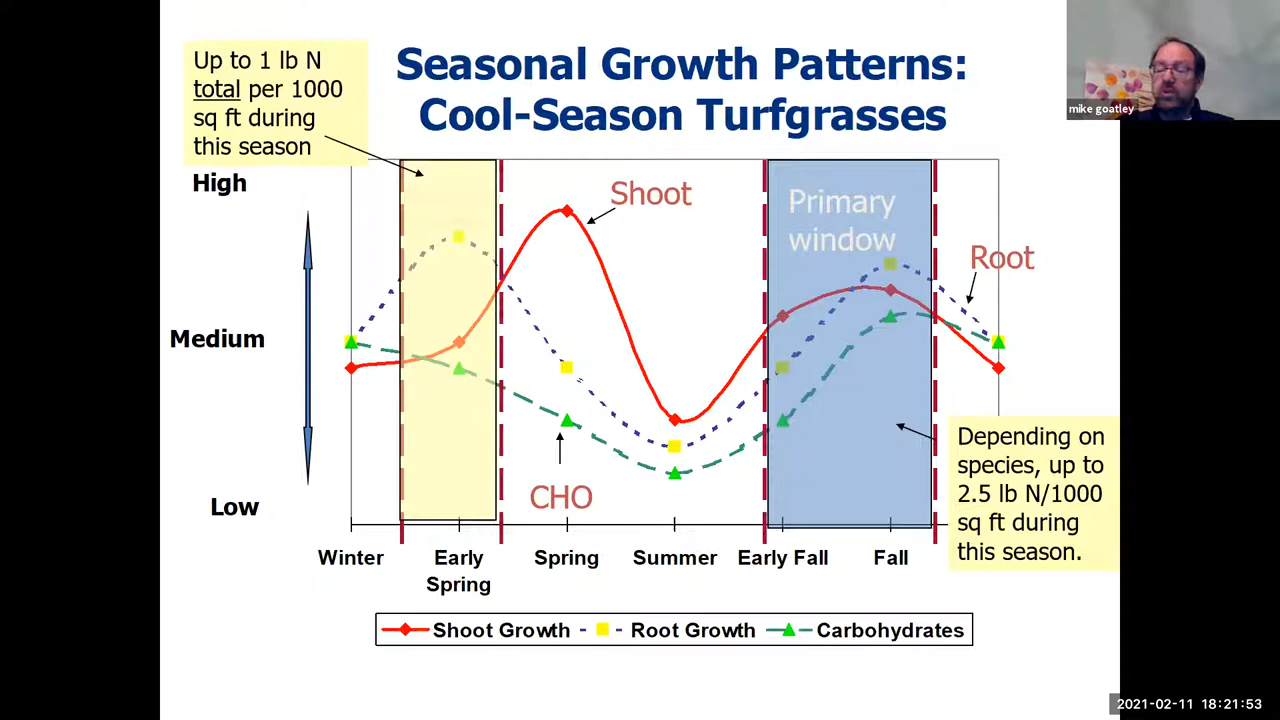 Up to 1 lb N
total per 1000
sq ft during
this season
Seasonal Growth Patterns:
Cool-Season Turfgrasses
mike goatley
High
Medium
Low
Shoot
Primary
window
Root
CHO
Depending on
species, up to
2.5 lb N/1000
sq ft during
this season.
Winter
Early
Spring
Spring
Summer
Early Fall
Fall
Shoot Growth
Root Growth
Carbohydrates
2021-02-11 18:21:53